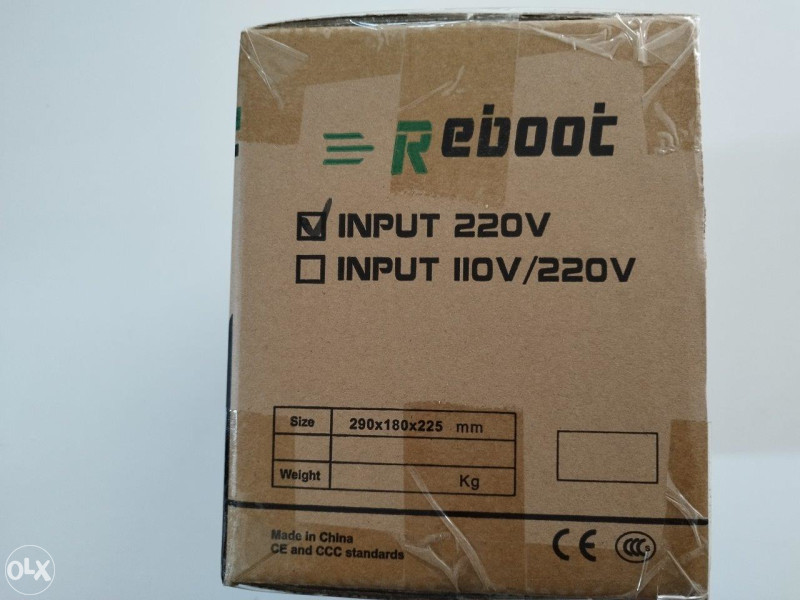 Reboot
INPUT 220V
INPUT 110V/220V
Size 290x180x225 mm
Weight Kg
Made in China
CE and CCC standards
CE CCC S
OLX